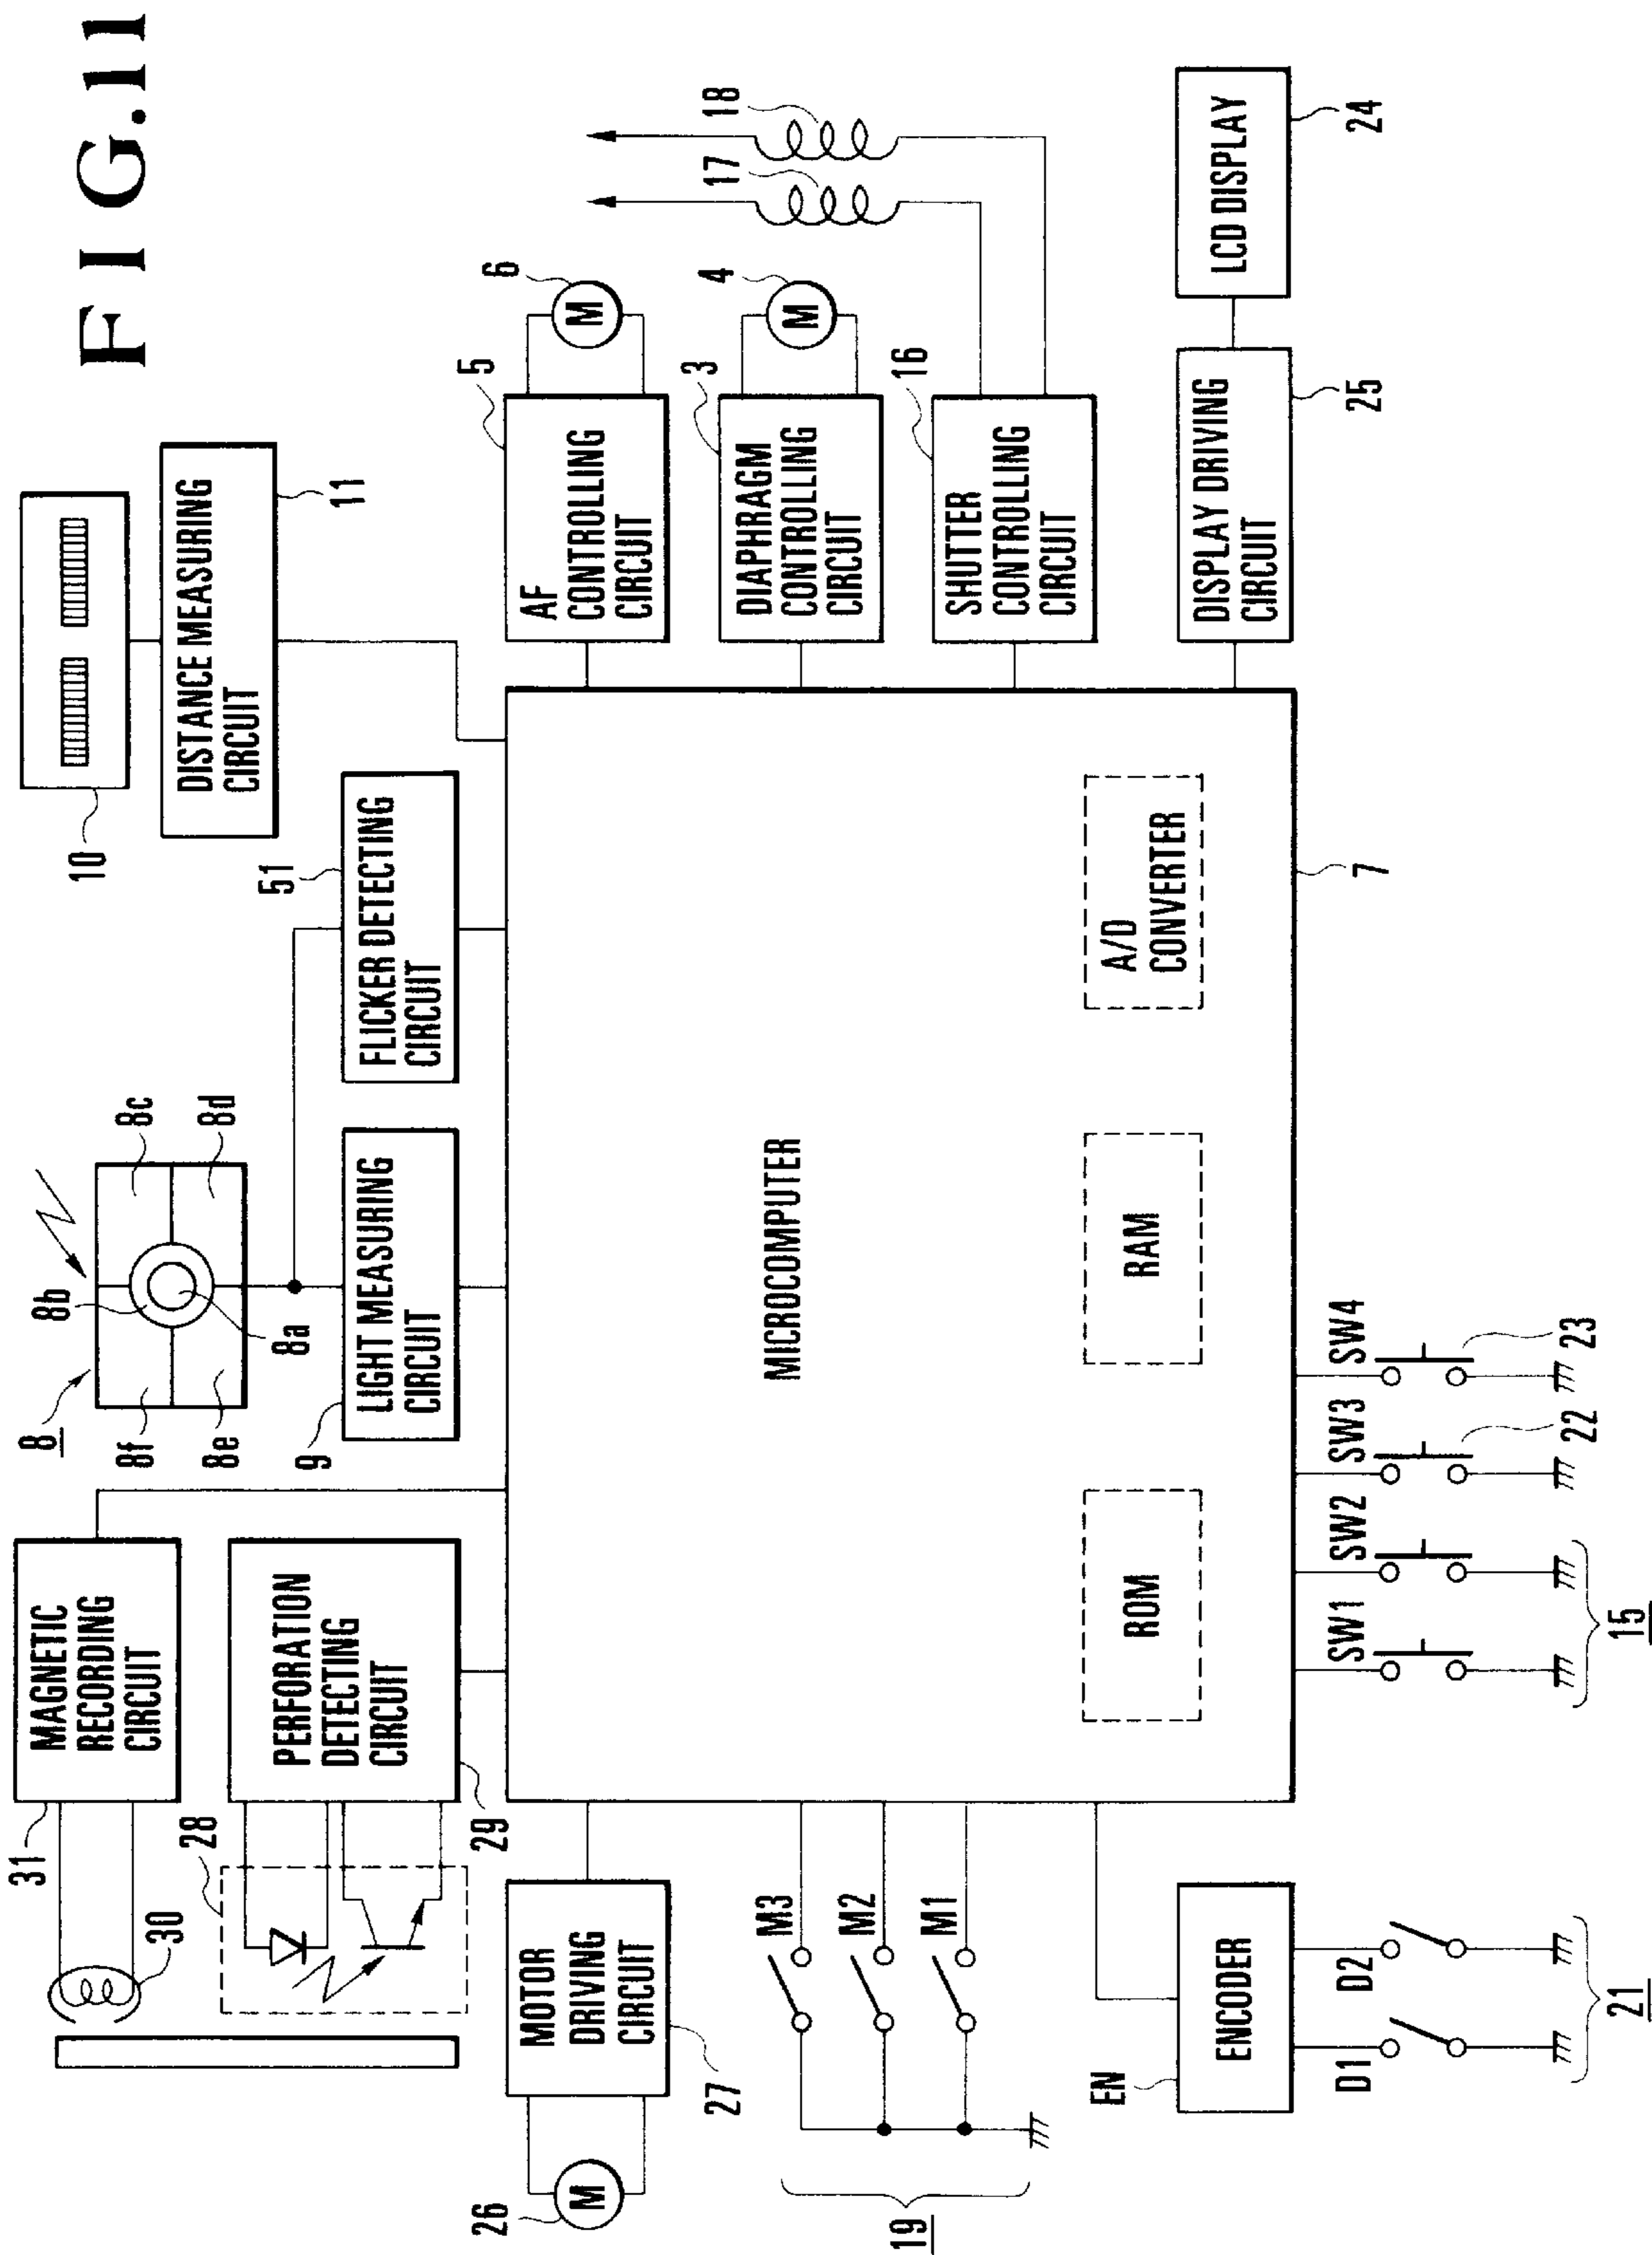 FIG.11
10
DISTANCE MEASURING
CIRCUIT
11
8
8a
8b
8c
8d
8e
8f
LIGHT MEASURING
CIRCUIT
9
FLICKER DETECTING
CIRCUIT
51
MAGNETIC
RECORDING
CIRCUIT
31
30
PERFORATION
DETECTING
CIRCUIT
28
29
MOTOR
DRIVING
CIRCUIT
27
M
26
MICROCOMPUTER
ROM
RAM
A/D
CONVERTER
7
AF
CONTROLLING
CIRCUIT
5
M
6
DIAPHRAGM
CONTROLLING
CIRCUIT
3
M
4
SHUTTER
CONTROLLING
CIRCUIT
16
17
18
DISPLAY DRIVING
CIRCUIT
25
LCD DISPLAY
24
M3
M2
M1
19
ENCODER
EN
D1
D2
21
SW1
SW2
SW3
SW4
15
22
23